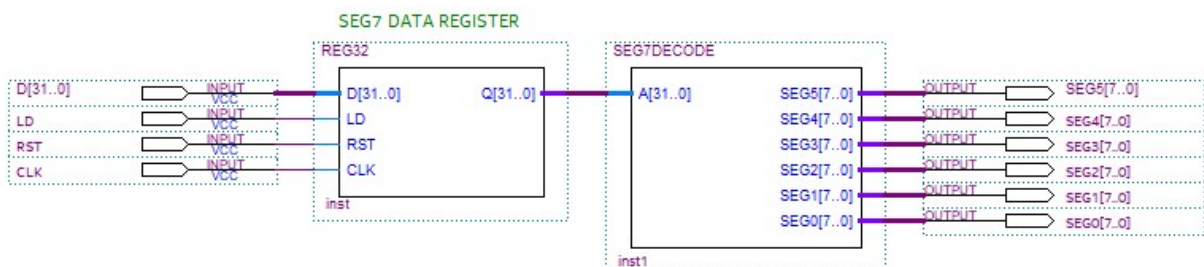 SEG7 DATA REGISTER
REG32
SEG7DECODE
D[31..0] INPUT VCC D[31..0] Q[31..0] A[31..0] SEG5[7..0] OUTPUT SEG5[7..0]
LD INPUT VCC LD SEG4[7..0] OUTPUT SEG4[7..0]
RST INPUT VCC RST SEG3[7..0] OUTPUT SEG3[7..0]
CLK INPUT VCC CLK SEG2[7..0] OUTPUT SEG2[7..0]
SEG1[7..0] OUTPUT SEG1[7..0]
inst SEG0[7..0] OUTPUT SEG0[7..0]
inst1